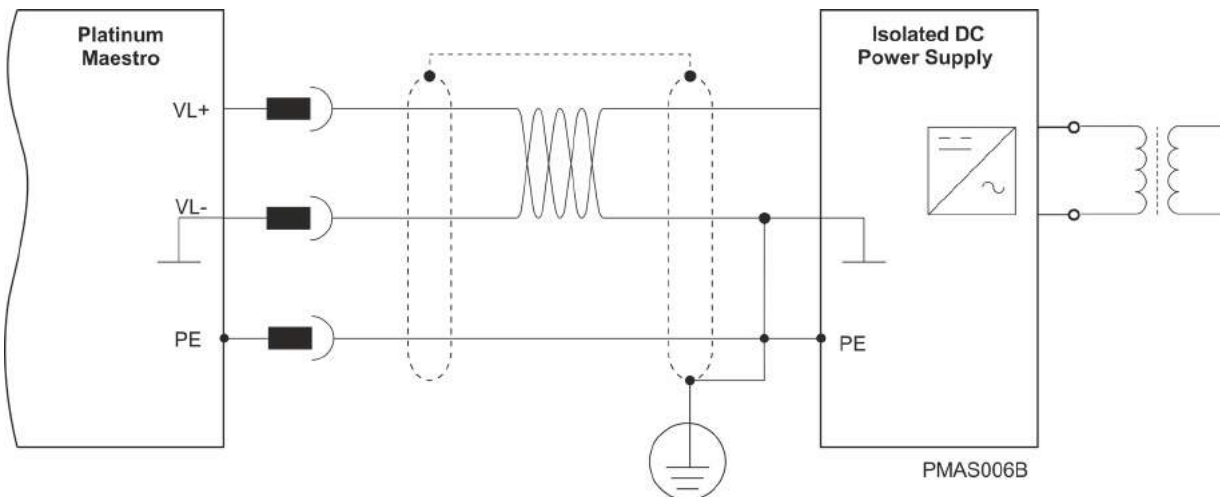 Platinum
Maestro
Isolated DC
Power Supply
VL+
VL-
PE
PE
PMAS006B